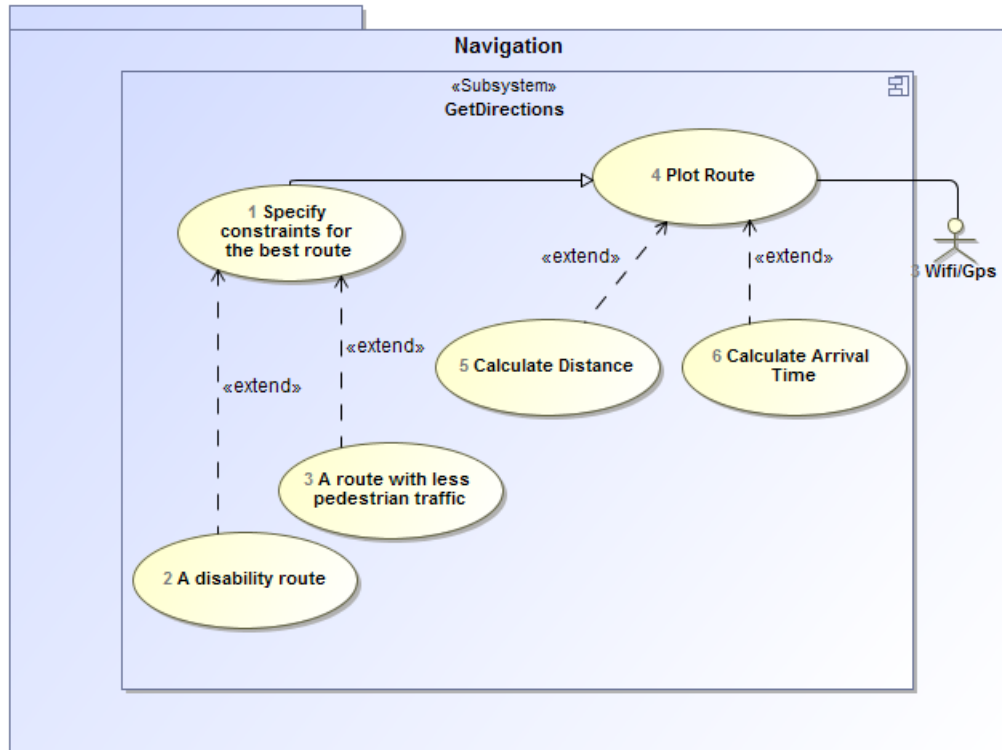 Navigation
«Subsystem»
GetDirections
4 Plot Route
1 Specify
constraints for
the best route
«extend»
«extend»
3 Wifi/Gps
«extend»
«extend»
5 Calculate Distance
6 Calculate Arrival
Time
3 A route with less
pedestrian traffic
2 A disability route